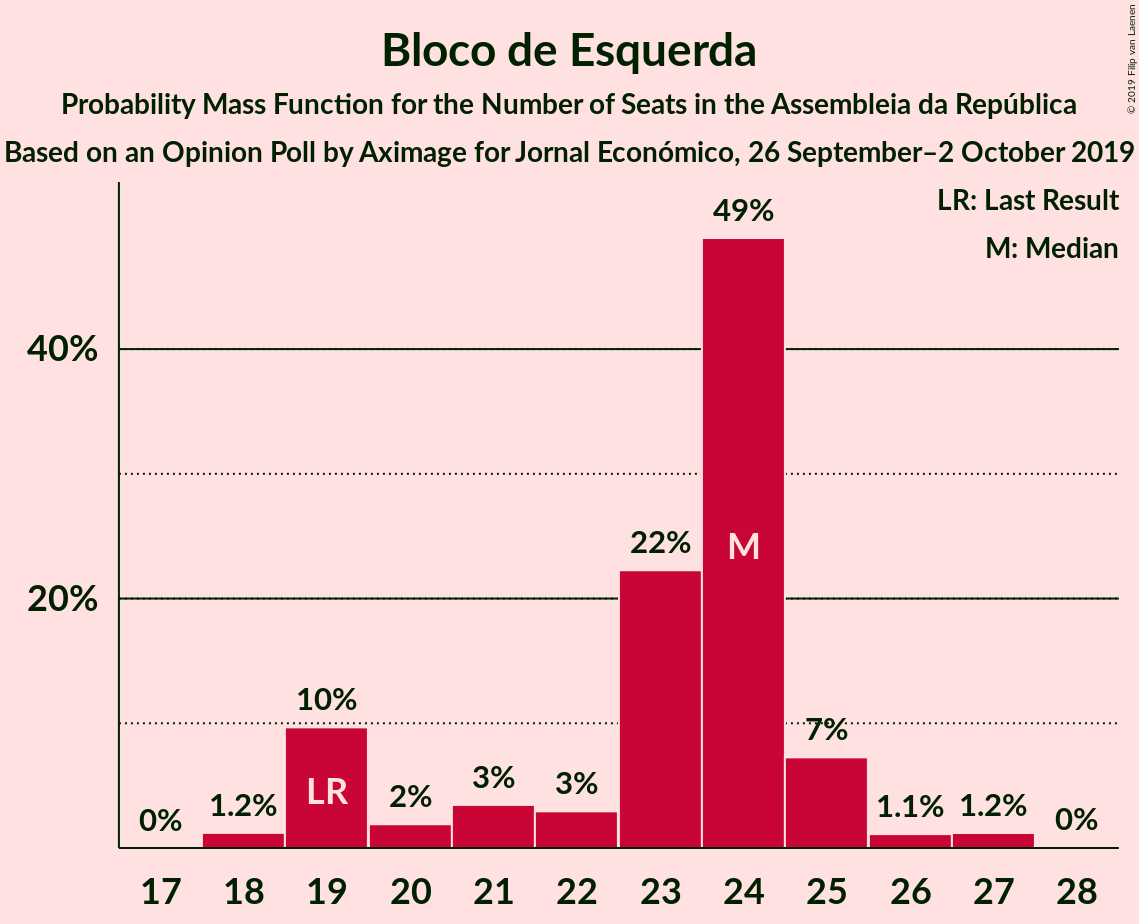 Bloco de Esquerda
Probability Mass Function for the Number of Seats in the Assembleia da República
Based on an Opinion Poll by Aximage for Jornal Económico, 26 September–2 October 2019
© 2019 Filip van Laenen
LR: Last Result
M: Median
49%
40%
22%
M
20%
10%
7%
LR
3%
3%
2%
1.2%
1.1%
1.2%
0%
0%
17 18 19 20 21 22 23 24 25 26 27 28